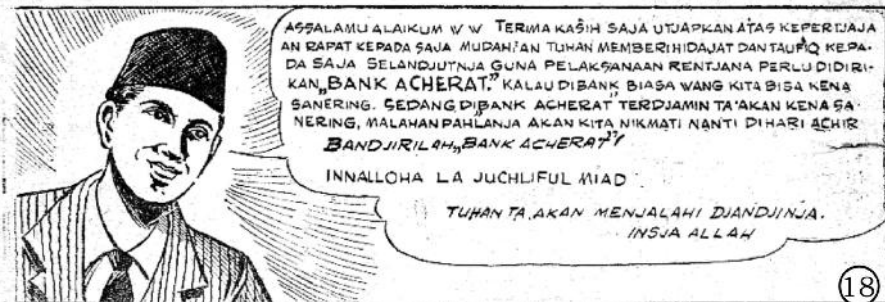 ASSALAMU ALAIKUM W W TERIMA KASIH SAJA UTJAPKAN ATAS KEPERTJAJA
AN RAPAT KEPADA SAJA MUDAH²AN TUHAN MEMBERI HIDAJAT DAN TAUFIQ KEPA-
DA SAJA SELANDJUTNJA GUNA PELAKSANAAN RENTJANA PERLU DIDIRI-
KAN „BANK ACHERAT." KALAU DIBANK BIASA WANG KITA BISA KENA
SANERING. SEDANG DIBANK ACHERAT TERDJAMIN TA'AKAN KENA SA-
NERING, MALAHAN PAHLANJA AKAN KITA NIKMATI NANTI DIHARI ACHIR
BANDJIRILAH „BANK ACHERAT"!
INNALLOHA LA JUCHLIFUL MIAD
TUHAN TA, AKAN MENJALAHI DJANDJINJA.
INSJA ALLAH
18